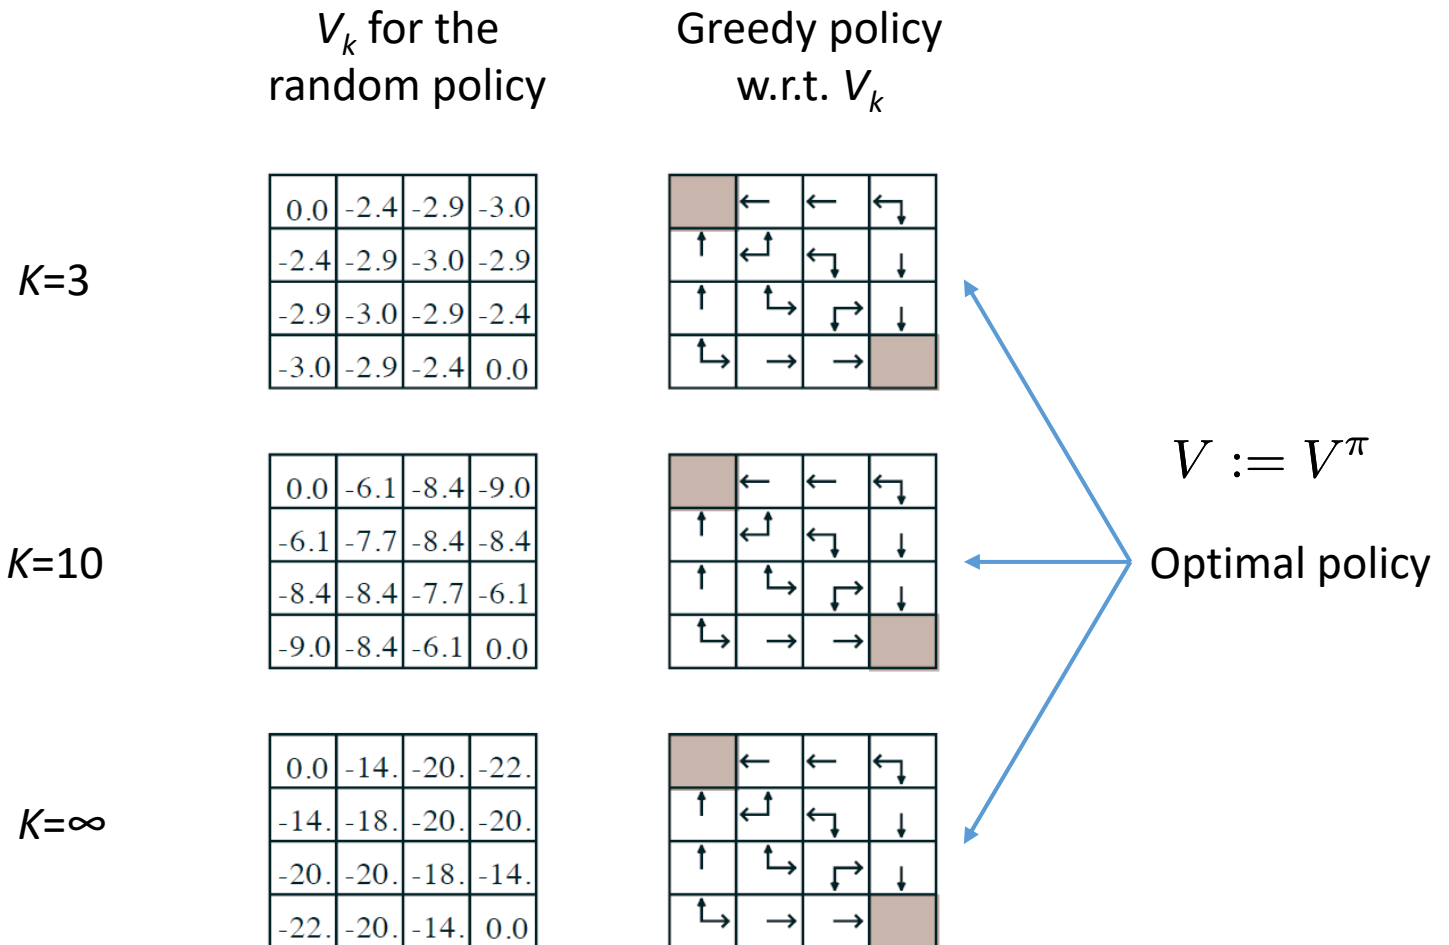 V_k for the Greedy policy
random policy w.r.t. V_k
K=3
0.0 -2.4 -2.9 -3.0
-2.4 -2.9 -3.0 -2.9
-2.9 -3.0 -2.9 -2.4
-3.0 -2.9 -2.4 0.0
V := V^π
K=10
0.0 -6.1 -8.4 -9.0
-6.1 -7.7 -8.4 -8.4
-8.4 -8.4 -7.7 -6.1
-9.0 -8.4 -6.1 0.0
Optimal policy
K=∞
0.0 -14. -20. -22.
-14. -18. -20. -20.
-20. -20. -18. -14.
-22. -20. -14. 0.0